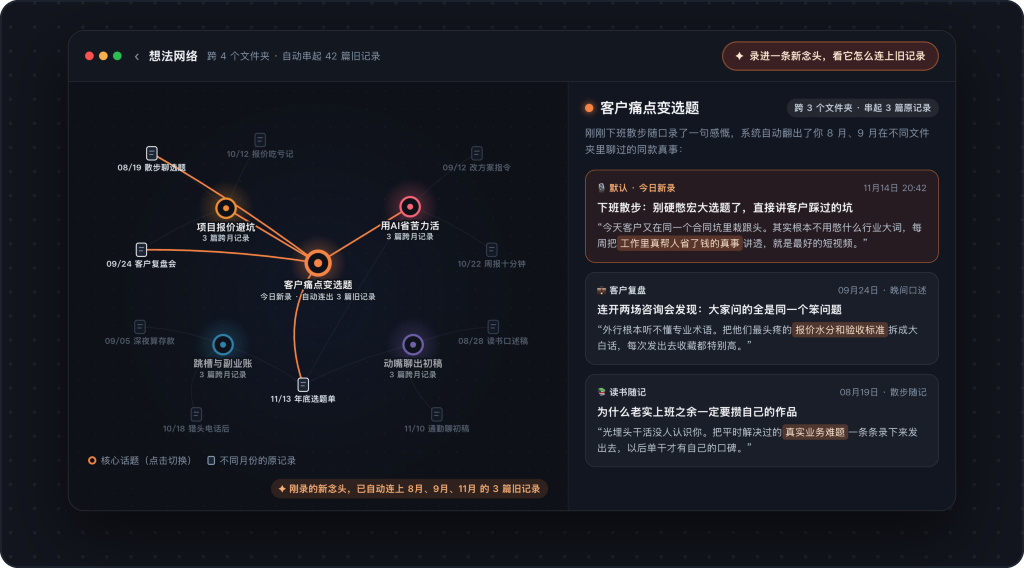 想法网络 跨 4 个文件夹 · 自动串起 42 篇旧记录
✦ 录进一条新念头，看它怎么连上旧记录
10/12 报价吃亏记
08/19 散步聊选题
09/12 改方案指令
项目报价避坑
3 篇跨月记录
用AI省苦力活
3 篇跨月记录
09/24 客户复盘会
10/22 周报十分钟
客户痛点变选题
今日新录 · 自动连出 3 篇旧记录
09/05 深夜算存款
08/28 读书口述稿
跳槽与副业账
3 篇跨月记录
动嘴聊出初稿
3 篇跨月记录
11/13 年底选题单
10/18 猎头电话后
11/10 通勤聊初稿
核心话题（点击切换） 不同月份的原记录
✦ 刚录的新念头，已自动连上 8月、9月、11月 的 3 篇旧记录
客户痛点变选题
跨 3 个文件夹 · 串起 3 篇原记录
刚刚下班散步随口录了一句感慨，系统自动翻出了你 8 月、9 月在不同文件
夹里聊过的同款真事：
默认 · 今日新录 11月14日 20:42
下班散步：别硬憋宏大选题了，直接讲客户踩过的坑
“今天客户又在同一个合同坑里栽跟头。其实根本不用憋什么行业大词，每
周把 工作里真帮人省了钱的真事 讲透，就是最好的短视频。”
客户复盘 09月24日 · 晚间口述
连开两场咨询会发现：大家问的全是同一个笨问题
“外行根本听不懂专业术语。把他们最头疼的 报价水分和验收标准 拆成大
白话，每次发出去收藏都特别高。”
读书随记 08月19日 · 散步随记
为什么老实上班之余一定要攒自己的作品
“光埋头干活没人认识你。把平时解决过的 真实业务难题 一条条录下来发
出去，以后单干才有自己的口碑。”